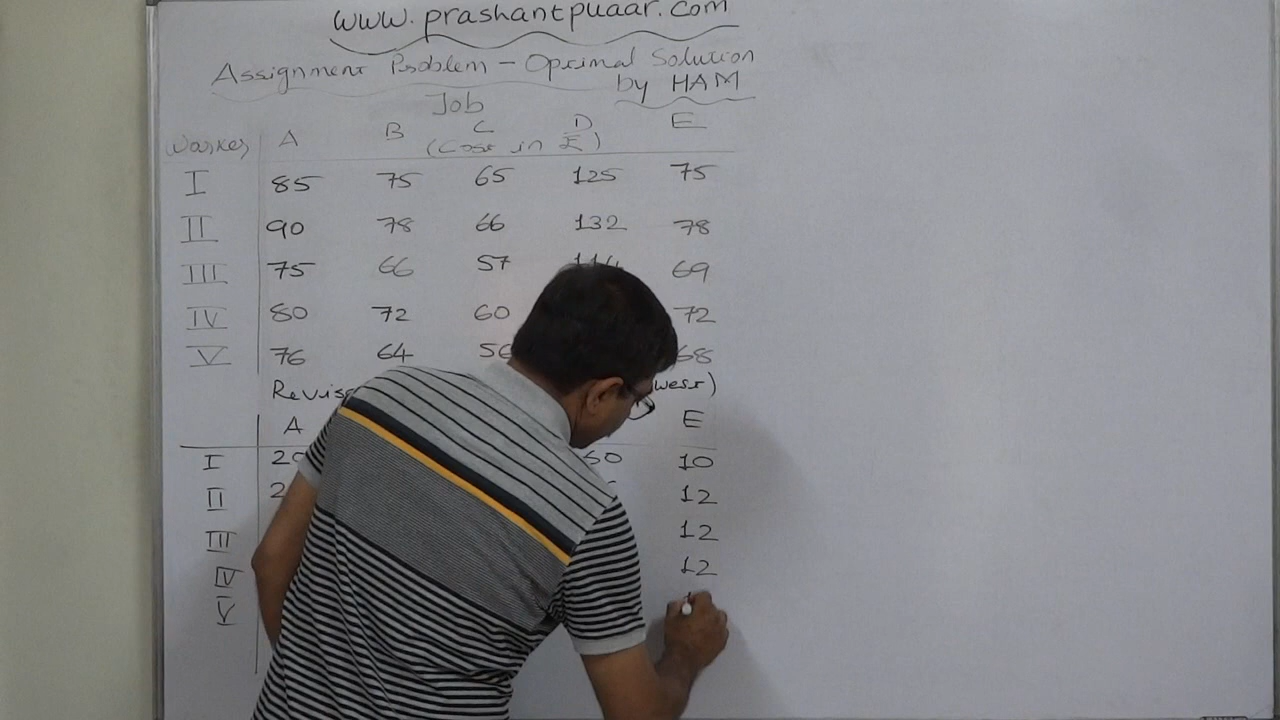 www.prashantpuaar.com
Assignment Problem - Optimal Solution
by HAM
Job
Worker A B C D E
(Cost in ₹)
I 85 75 65 125 75
II 90 78 66 132 78
III 75 66 57 69
IV 80 72 60 72
V 76 64 56 68
A E
I 10
II 12
III 12
IV 12
V